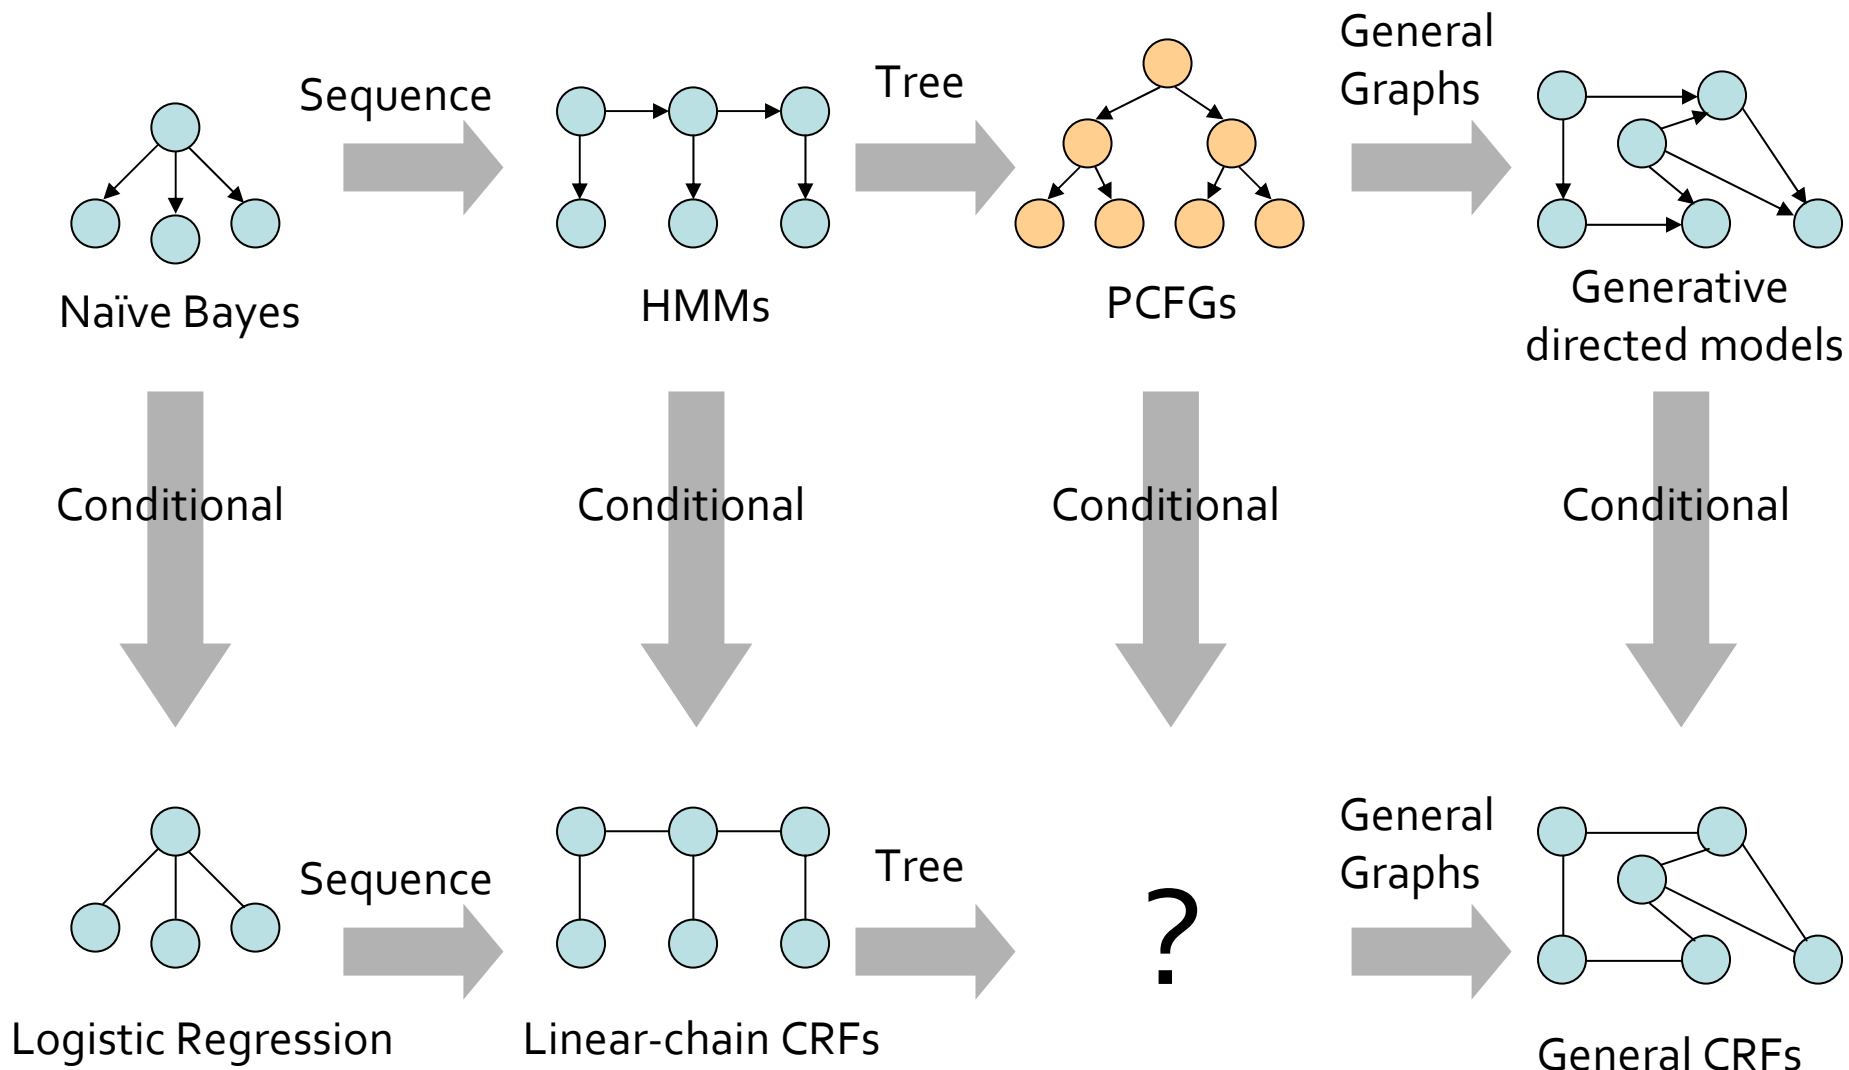 Sequence
Tree
General
Graphs
Naïve Bayes
HMMs
PCFGs
Generative
directed models
Conditional
Conditional
Conditional
Conditional
Sequence
Tree
?
General
Graphs
Logistic Regression
Linear-chain CRFs
General CRFs